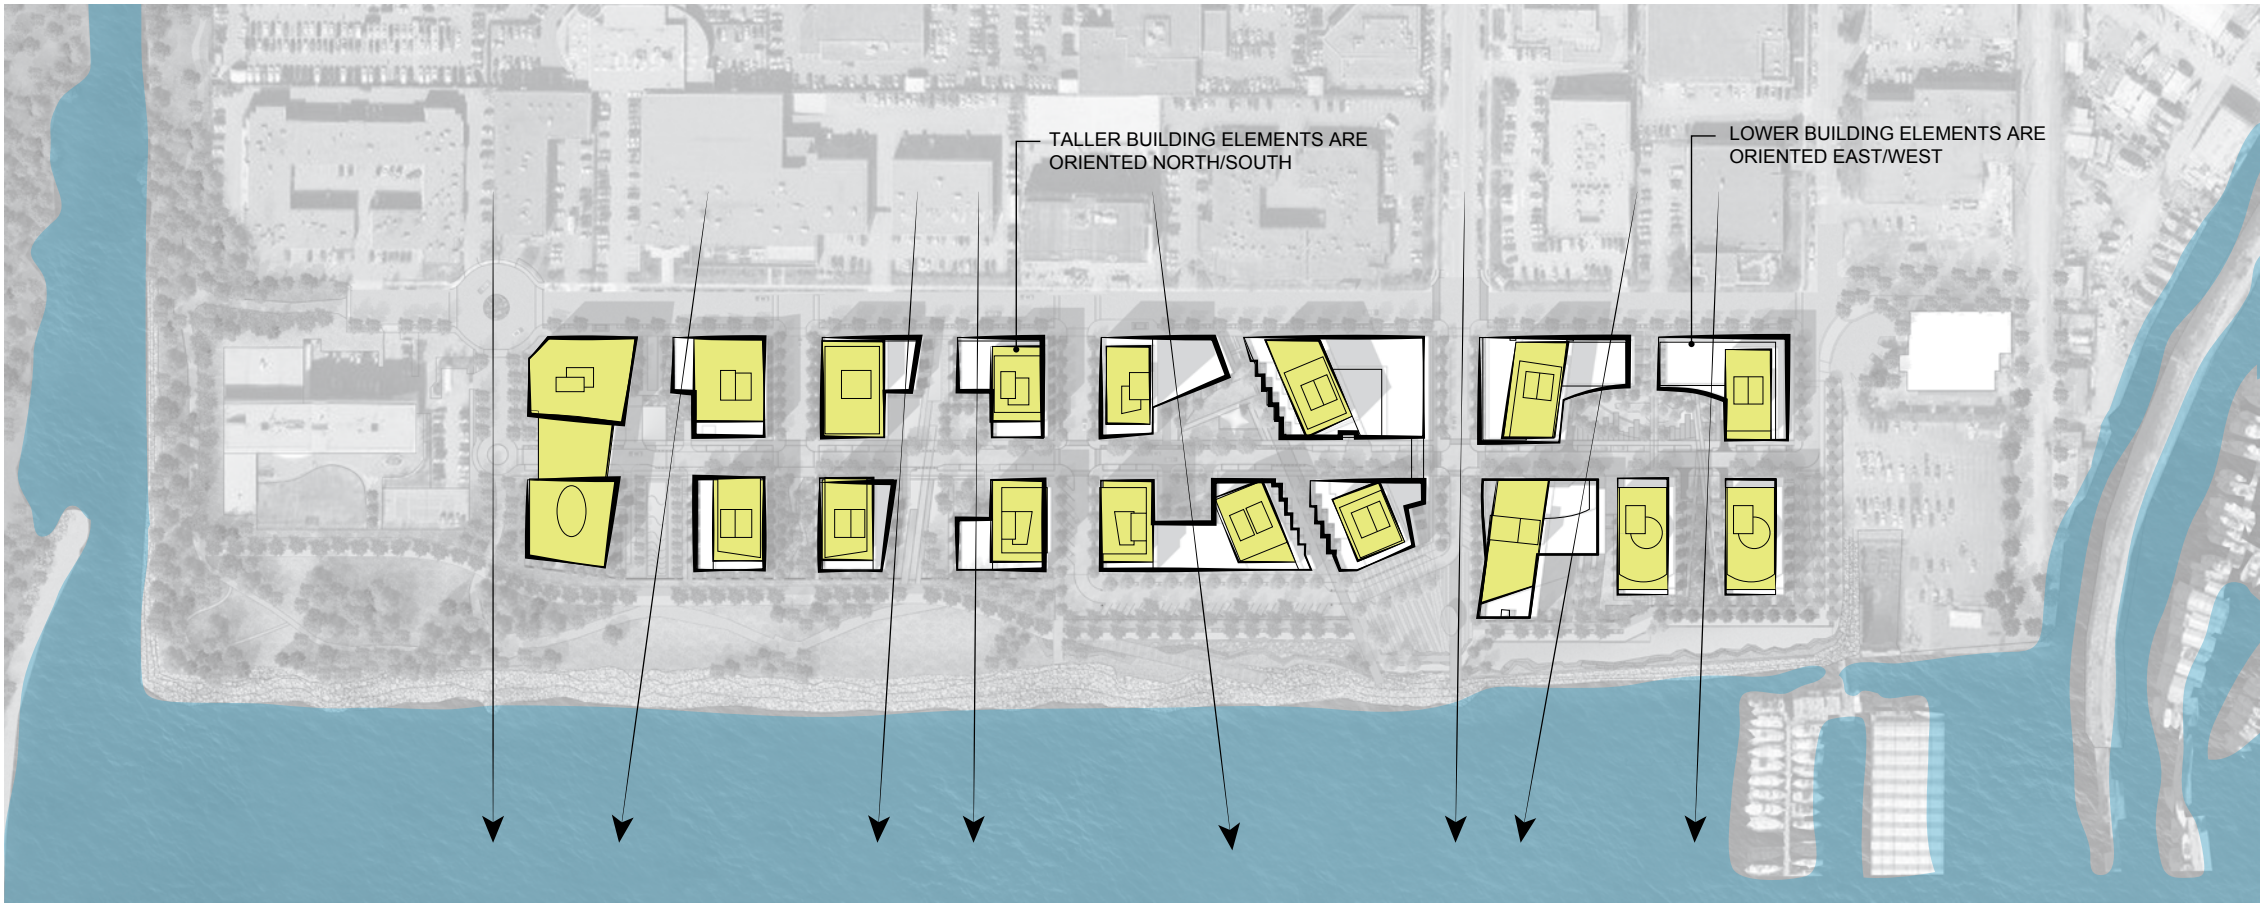 TALLER BUILDING ELEMENTS ARE
ORIENTED NORTH/SOUTH
LOWER BUILDING ELEMENTS ARE
ORIENTED EAST/WEST